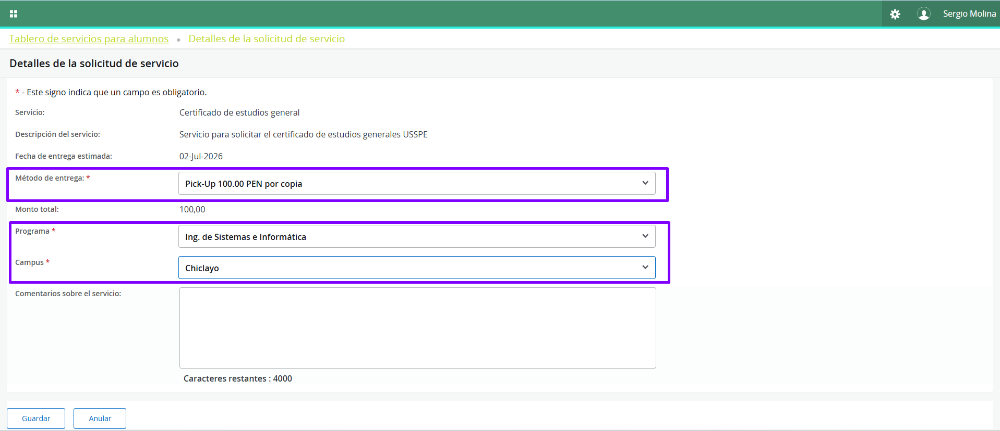 Sergio Molina
Tablero de servicios para alumnos • Detalles de la solicitud de servicio
Detalles de la solicitud de servicio
* - Este signo indica que un campo es obligatorio.
Servicio: Certificado de estudios general
Descripción del servicio: Servicio para solicitar el certificado de estudios generales USSPE
Fecha de entrega estimada: 02-Jul-2026
Método de entrega: * Pick-Up 100.00 PEN por copia
Monto total: 100,00
Programa * Ing. de Sistemas e Informática
Campus * Chiclayo
Comentarios sobre el servicio:
Caracteres restantes : 4000
Guardar Anular